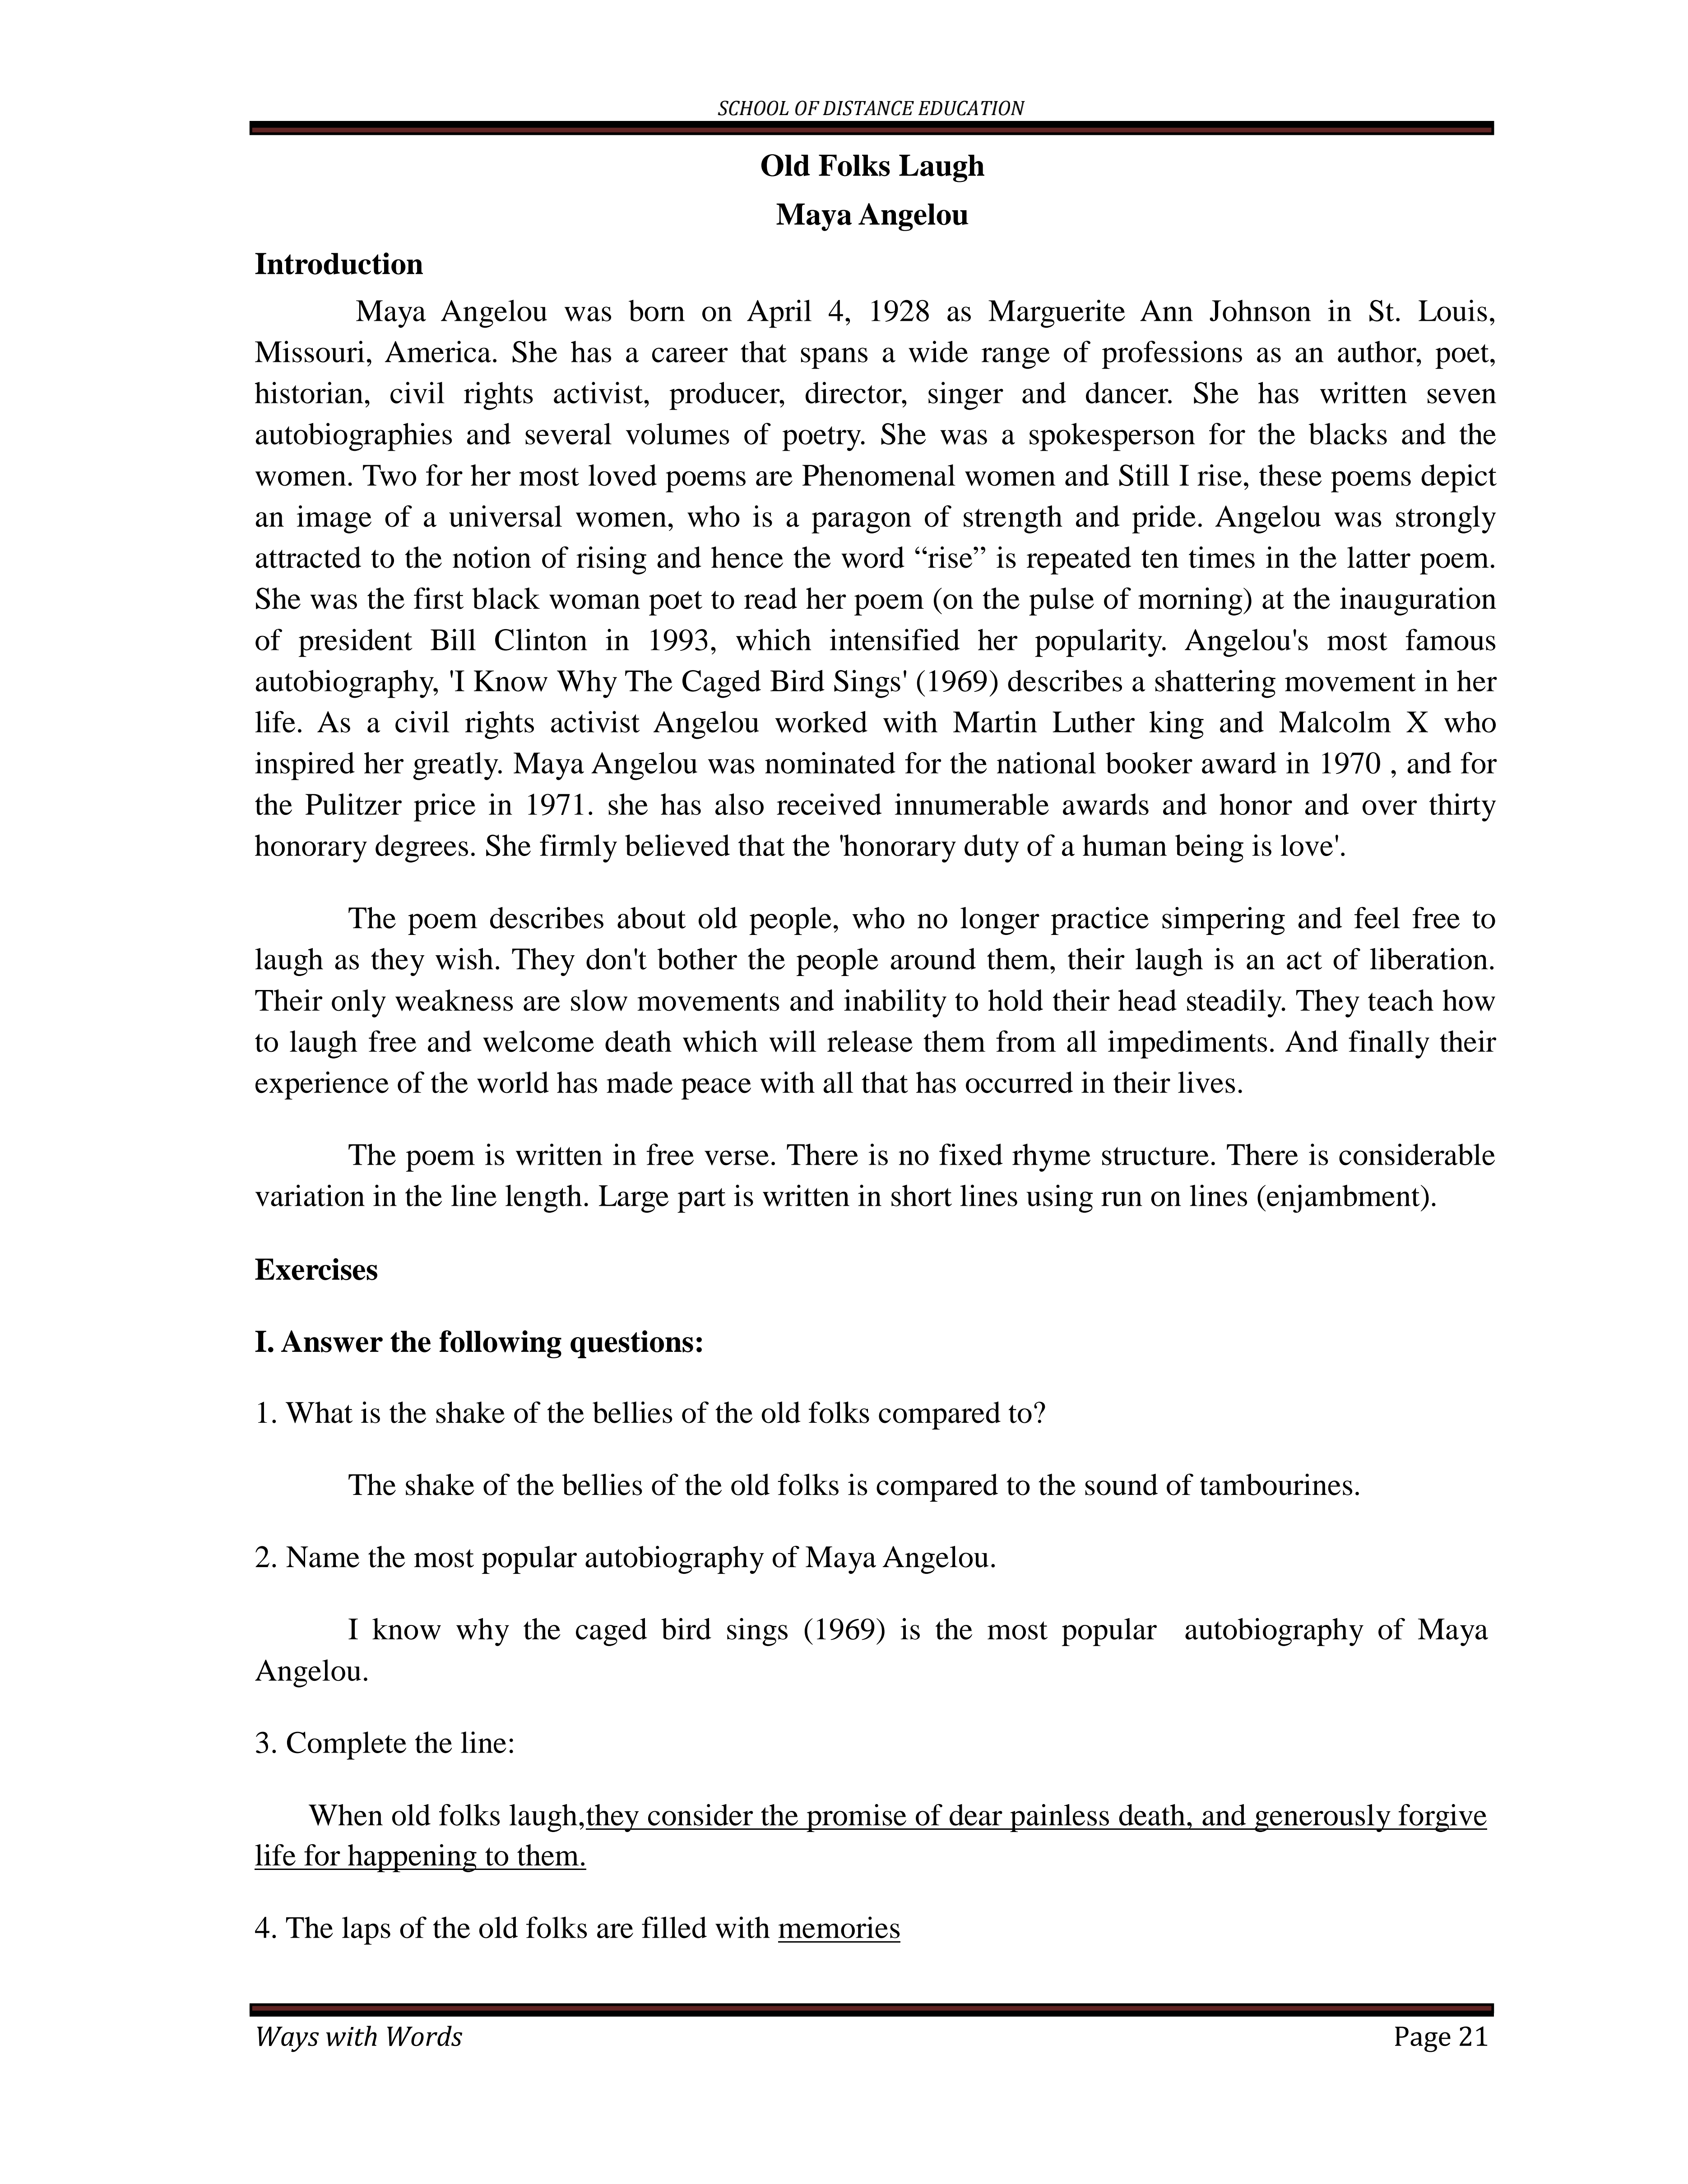 SCHOOL OF DISTANCE EDUCATION
Old Folks Laugh
Maya Angelou
Introduction
Maya Angelou was born on April 4, 1928 as Marguerite Ann Johnson in St. Louis,
Missouri, America. She has a career that spans a wide range of professions as an author, poet,
historian, civil rights activist, producer, director, singer and dancer. She has written seven
autobiographies and several volumes of poetry. She was a spokesperson for the blacks and the
women. Two for her most loved poems are Phenomenal women and Still I rise, these poems depict
an image of a universal women, who is a paragon of strength and pride. Angelou was strongly
attracted to the notion of rising and hence the word “rise” is repeated ten times in the latter poem.
She was the first black woman poet to read her poem (on the pulse of morning) at the inauguration
of president Bill Clinton in 1993, which intensified her popularity. Angelou's most famous
autobiography, 'I Know Why The Caged Bird Sings' (1969) describes a shattering movement in her
life. As a civil rights activist Angelou worked with Martin Luther king and Malcolm X who
inspired her greatly. Maya Angelou was nominated for the national booker award in 1970 , and for
the Pulitzer price in 1971. she has also received innumerable awards and honor and over thirty
honorary degrees. She firmly believed that the 'honorary duty of a human being is love'.
The poem describes about old people, who no longer practice simpering and feel free to
laugh as they wish. They don't bother the people around them, their laugh is an act of liberation.
Their only weakness are slow movements and inability to hold their head steadily. They teach how
to laugh free and welcome death which will release them from all impediments. And finally their
experience of the world has made peace with all that has occurred in their lives.
The poem is written in free verse. There is no fixed rhyme structure. There is considerable
variation in the line length. Large part is written in short lines using run on lines (enjambment).
Exercises
I. Answer the following questions:
1. What is the shake of the bellies of the old folks compared to?
The shake of the bellies of the old folks is compared to the sound of tambourines.
2. Name the most popular autobiography of Maya Angelou.
I know why the caged bird sings (1969) is the most popular autobiography of Maya
Angelou.
3. Complete the line:
When old folks laugh,they consider the promise of dear painless death, and generously forgive
life for happening to them.
4. The laps of the old folks are filled with memories
Ways with Words Page 21